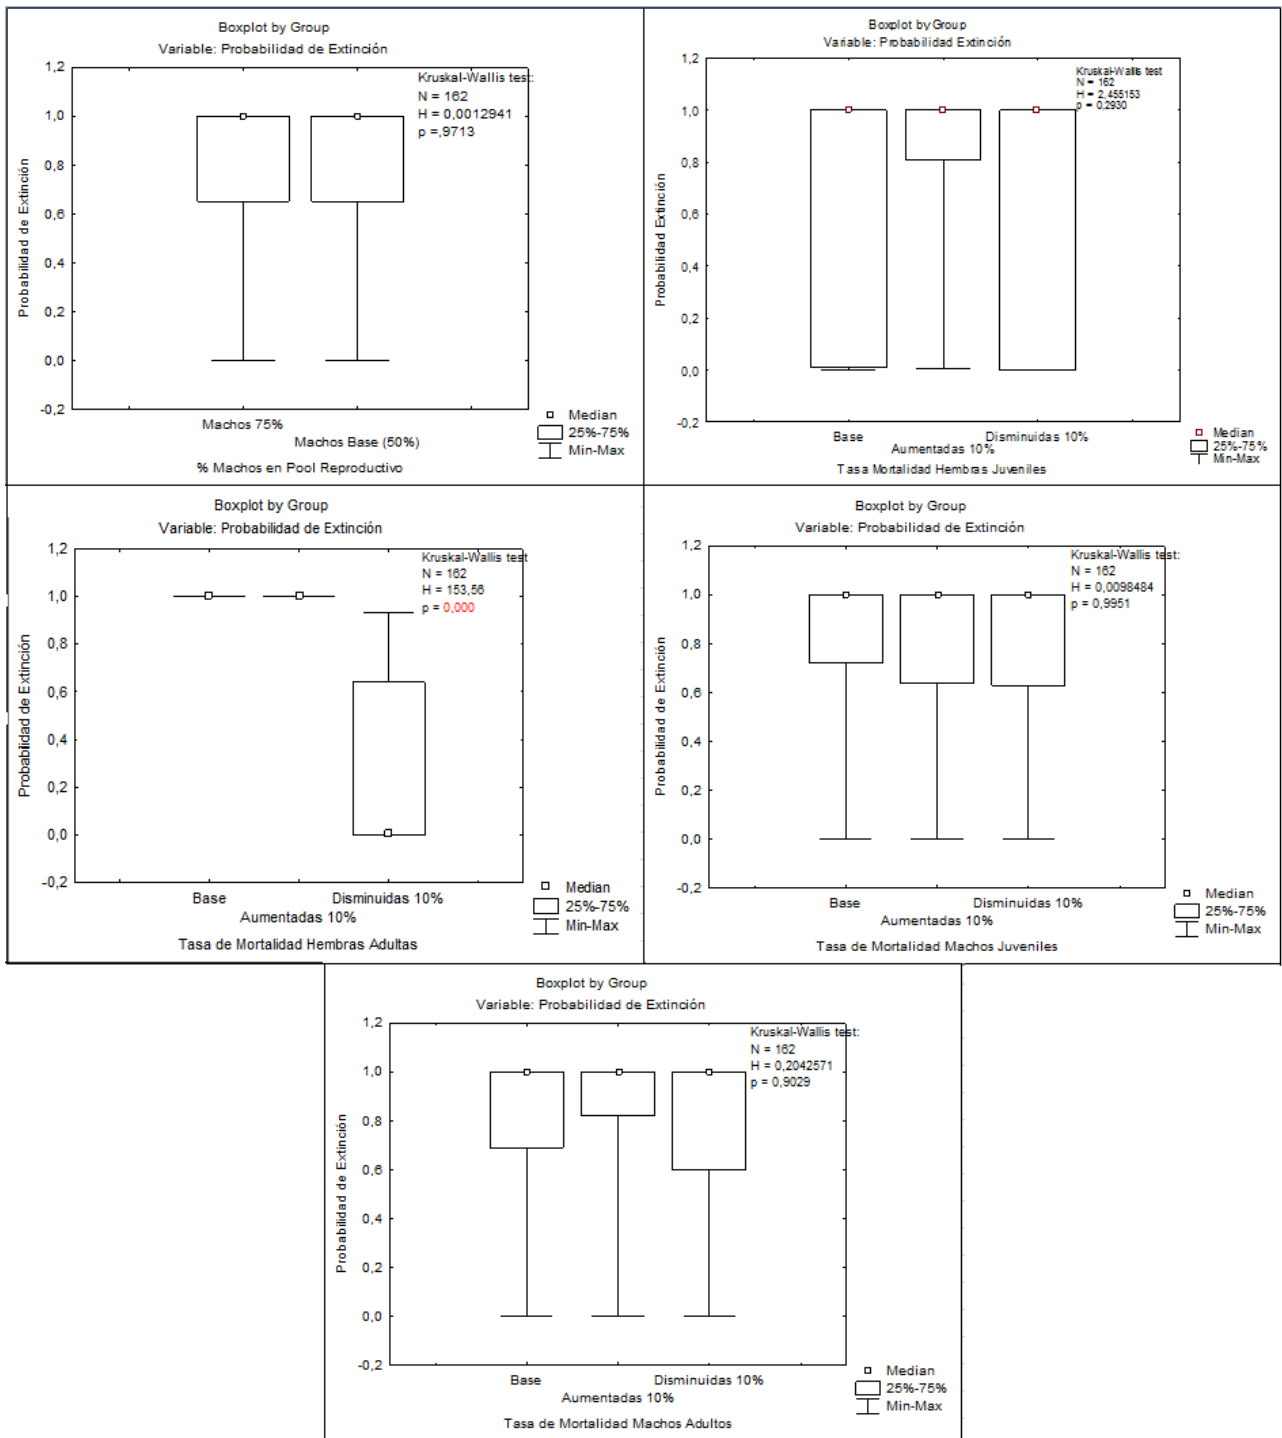 Boxplot by Group
Variable: Probabilidad de Extinción
Kruskal-Wallis test:
N = 162
H = 0,0012941
p =,9713
1,2
1,0
0,8
0,6
0,4
0,2
0,0
-0,2
Probabilidad de Extinción
Machos 75%
Machos Base (50%)
% Machos en Pool Reproductivo
Median
25%-75%
Min-Max
Boxplot by Group
Variable: Probabilidad Extinción
Kruskal-Wallis test
N = 162
H = 2,455153
p = 0,2930
1,2
1,0
0,8
0,6
0,4
0,2
0,0
-0,2
Probabilidad Extinción
Base
Aumentadas 10%
Disminuidas 10%
Tasa Mortalidad Hembras Juveniles
Median
25%-75%
Min-Max
Boxplot by Group
Variable: Probabilidad de Extinción
Kruskal-Wallis test
N = 162
H = 153,56
p = 0,000
1,2
1,0
0,8
0,6
0,4
0,2
0,0
-0,2
Probabilidad de Extinción
Base
Aumentadas 10%
Disminuidas 10%
Tasa de Mortalidad Hembras Adultas
Median
25%-75%
Min-Max
Boxplot by Group
Variable: Probabilidad de Extinción
Kruskal-Wallis test:
N = 162
H = 0,0098484
p = 0,9951
1,2
1,0
0,8
0,6
0,4
0,2
0,0
-0,2
Probabilidad de Extinción
Base
Aumentadas 10%
Disminuidas 10%
Tasa de Mortalidad Machos Juveniles
Median
25%-75%
Min-Max
Boxplot by Group
Variable: Probabilidad de Extinción
Kruskal-Wallis test:
N = 162
H = 0,2042571
p = 0,9029
1,2
1,0
0,8
0,6
0,4
0,2
0,0
-0,2
Probabilidad de Extinción
Base
Aumentadas 10%
Disminuidas 10%
Tasa de Mortalidad Machos Adultos
Median
25%-75%
Min-Max